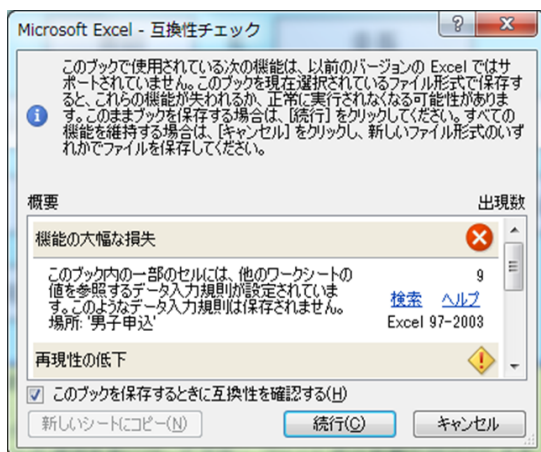 Microsoft Excel - 互換性チェック
このブックで使用されている次の機能は、以前のバージョンの Excel ではサ
ポートされていません。このブックを現在選択されているファイル形式で保存す
ると、これらの機能が失われるか、正常に実行されなくなる可能性がありま
す。このままブックを保存する場合は、[続行] をクリックしてください。すべての
機能を維持する場合は、[キャンセル] をクリックし、新しいファイル形式のいず
れかでファイルを保存してください。
概要 出現数
機能の大幅な損失
このブック内の一部のセルには、他のワークシートの 9
値を参照するデータ入力規則が設定されていま
す。このようなデータ入力規則は保存されません。 検索 ヘルプ
場所: '男子申込' Excel 97-2003
再現性の低下
このブックを保存するときに互換性を確認する(H)
新しいシートにコピー(N) 続行(C) キャンセル